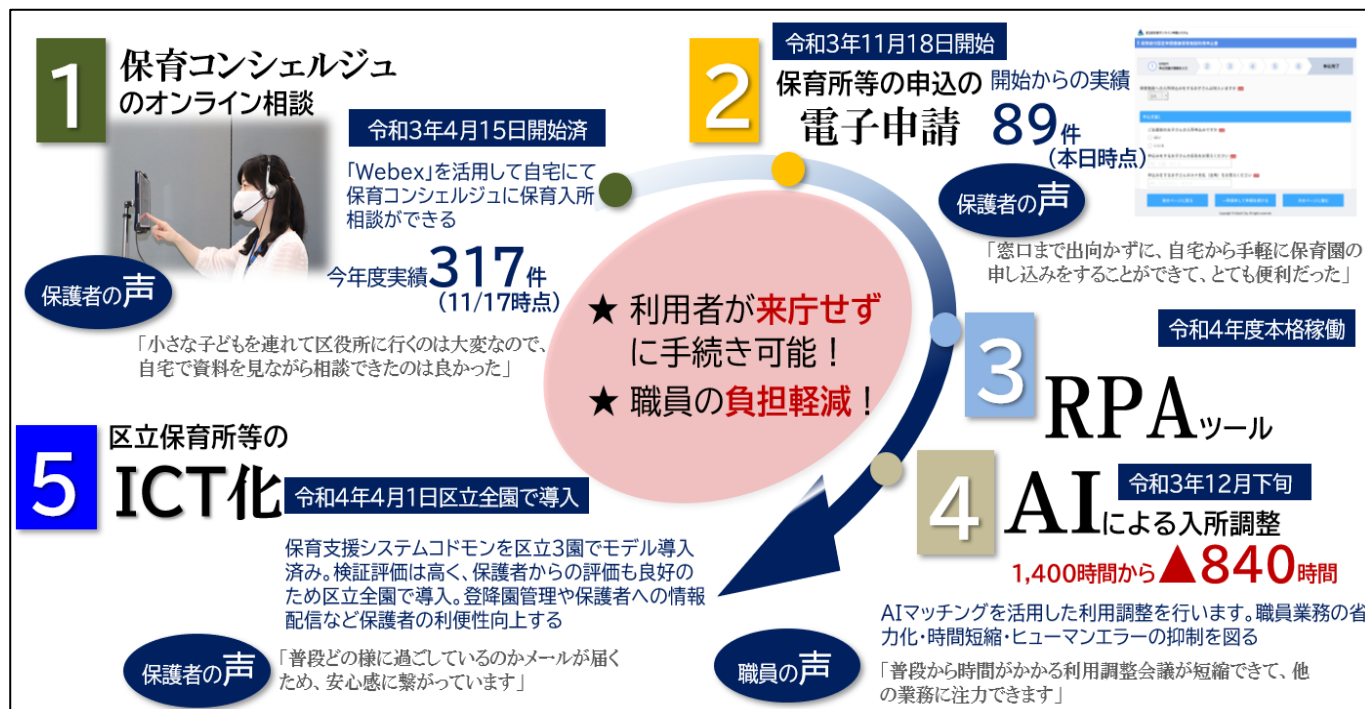 1
保育コンシェルジュ
のオンライン相談
令和3年4月15日開始済
「Webex」を活用して自宅にて
保育コンシェルジュに保育入所
相談ができる
今年度実績317件
(11/17時点)
保護者の声
「小さな子どもを連れて区役所に行くのは大変なので、
自宅で資料を見ながら相談できたのは良かった」
2
令和3年11月18日開始
保育所等の申込の
電子申請
開始からの実績
89件
(本日時点)
保護者の声
「窓口まで出向かずに、自宅から手軽に保育園の
申し込みをすることができて、とても便利だった」
★ 利用者が来庁せず
に手続き可能!
★ 職員の負担軽減!
3
令和4年度本格稼働
RPAツール
4
AIによる入所調整
令和3年12月下旬
1,400時間から▲840時間
AIマッチングを活用した利用調整を行います。職員業務の省
力化・時間短縮・ヒューマンエラーの抑制を図る
職員の声
「普段から時間がかかる利用調整会議が短縮できて、他
の業務に注力できます」
5
区立保育所等の
ICT化
令和4年4月1日区立全園で導入
保育支援システムコドモンを区立3園でモデル導入
済み。検証評価は高く、保護者からの評価も良好の
ため区立全園で導入。登降園管理や保護者への情報
配信など保護者の利便性向上する
保護者の声
「普段どの様に過ごしているのかメールが届く
ため、安心感に繋がっています」